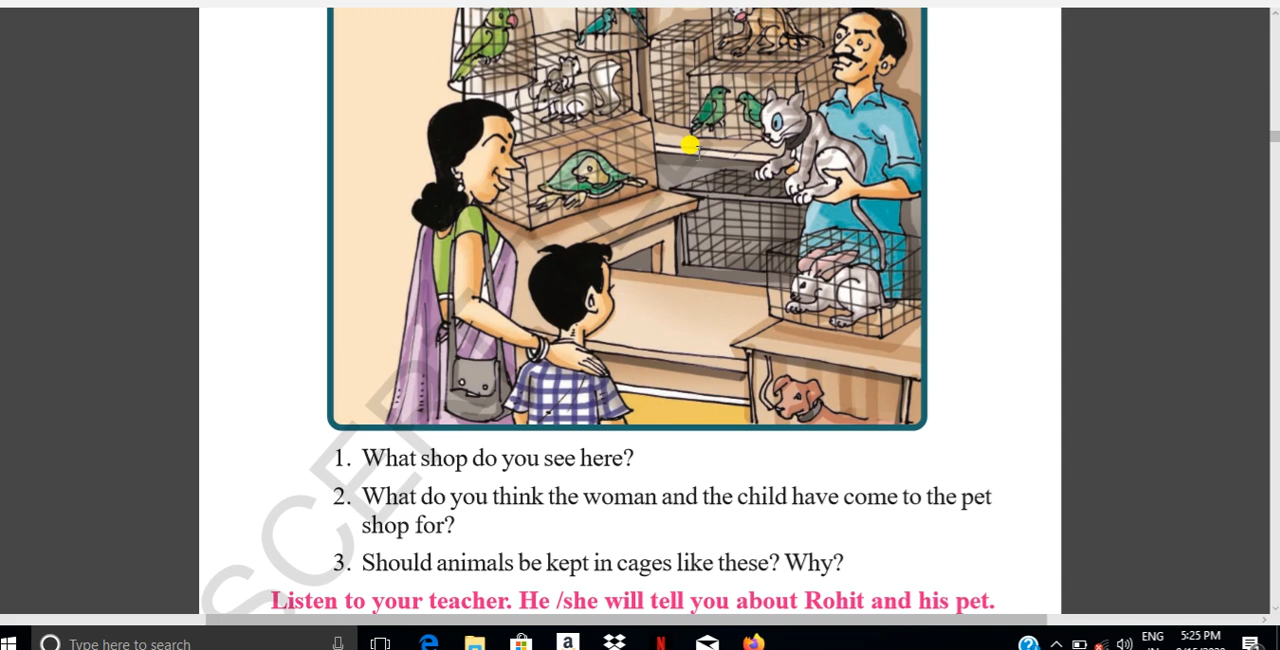 1. What shop do you see here?
2. What do you think the woman and the child have come to the pet
shop for?
3. Should animals be kept in cages like these? Why?
Listen to your teacher. He /she will tell you about Rohit and his pet.
SCERT
Type here to search
ENG
5:25 PM